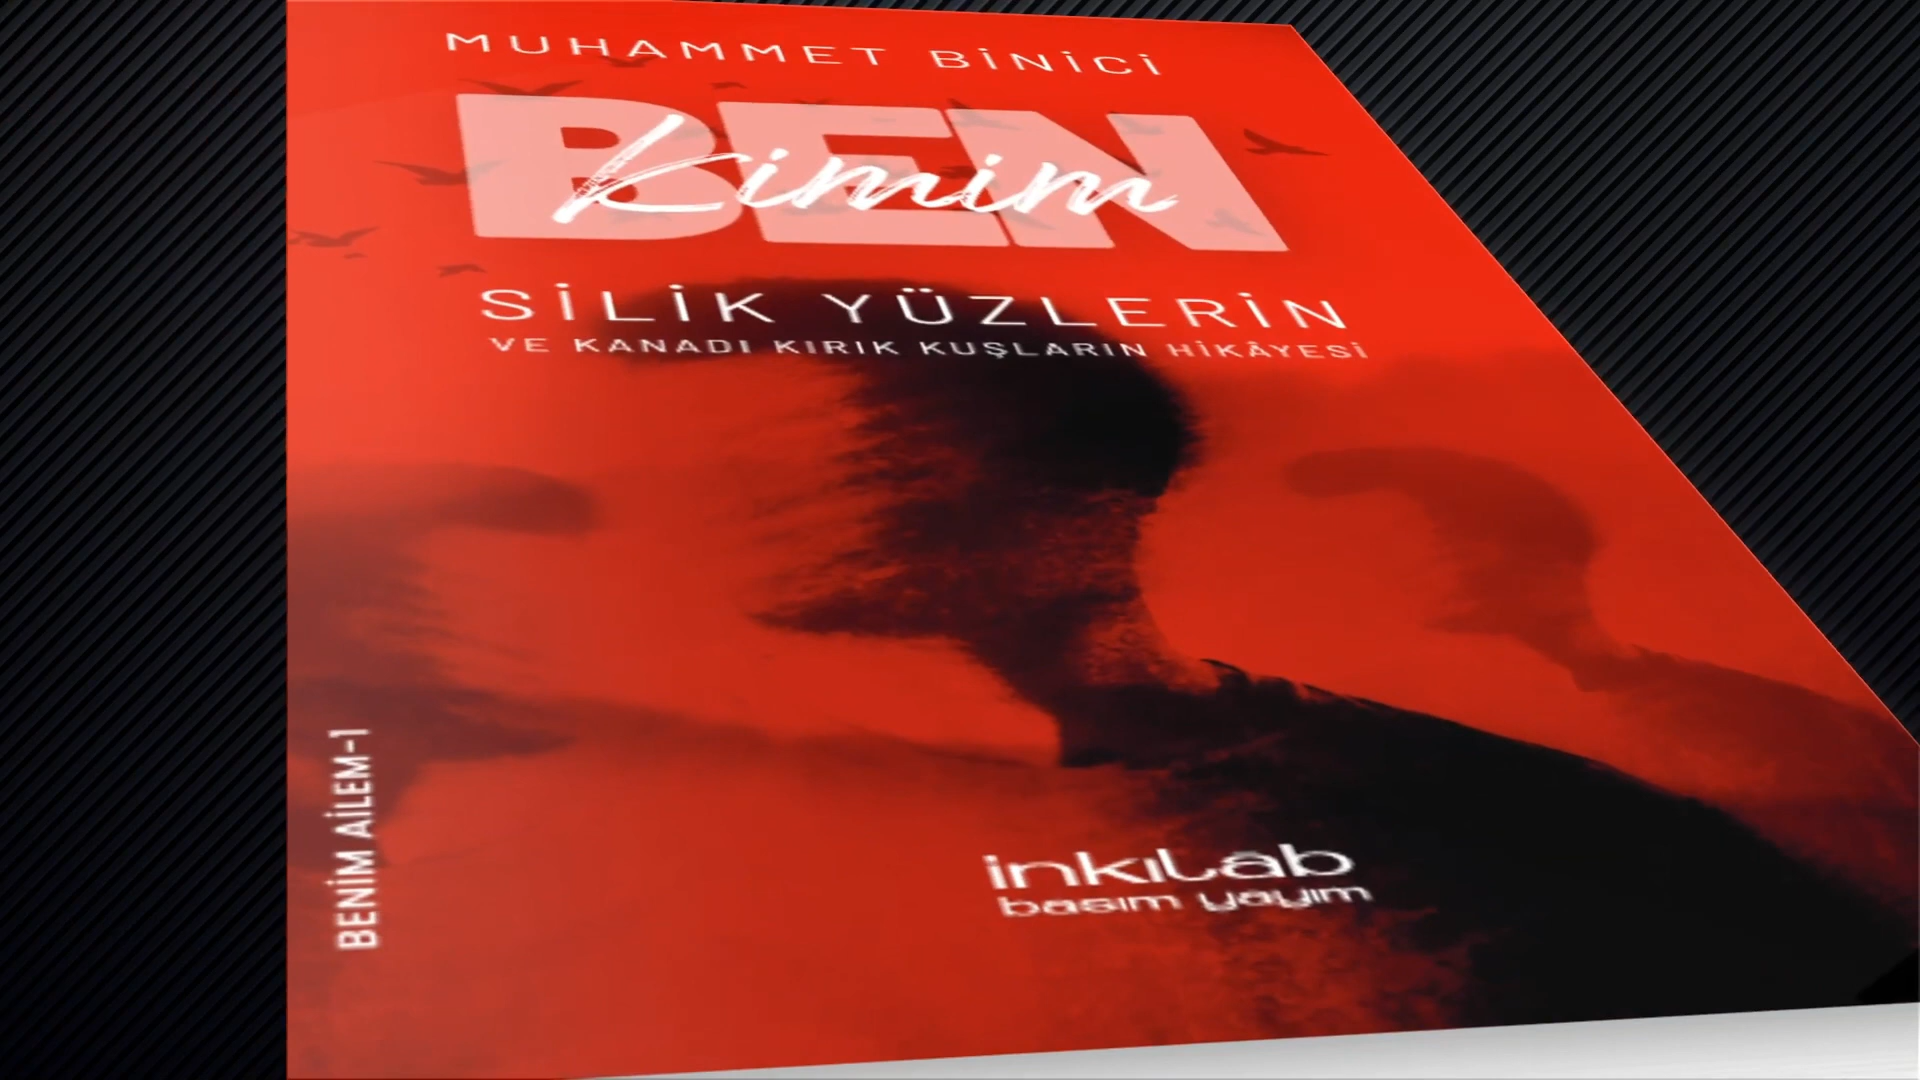 MUHAMMET BİNİCİ
BEN
kimim
SİLİK YÜZLERİN
VE KANADI KIRIK KUŞLARIN HİKÂYESİ
BENİM AİLEM-1
inkılâb
basım yayım